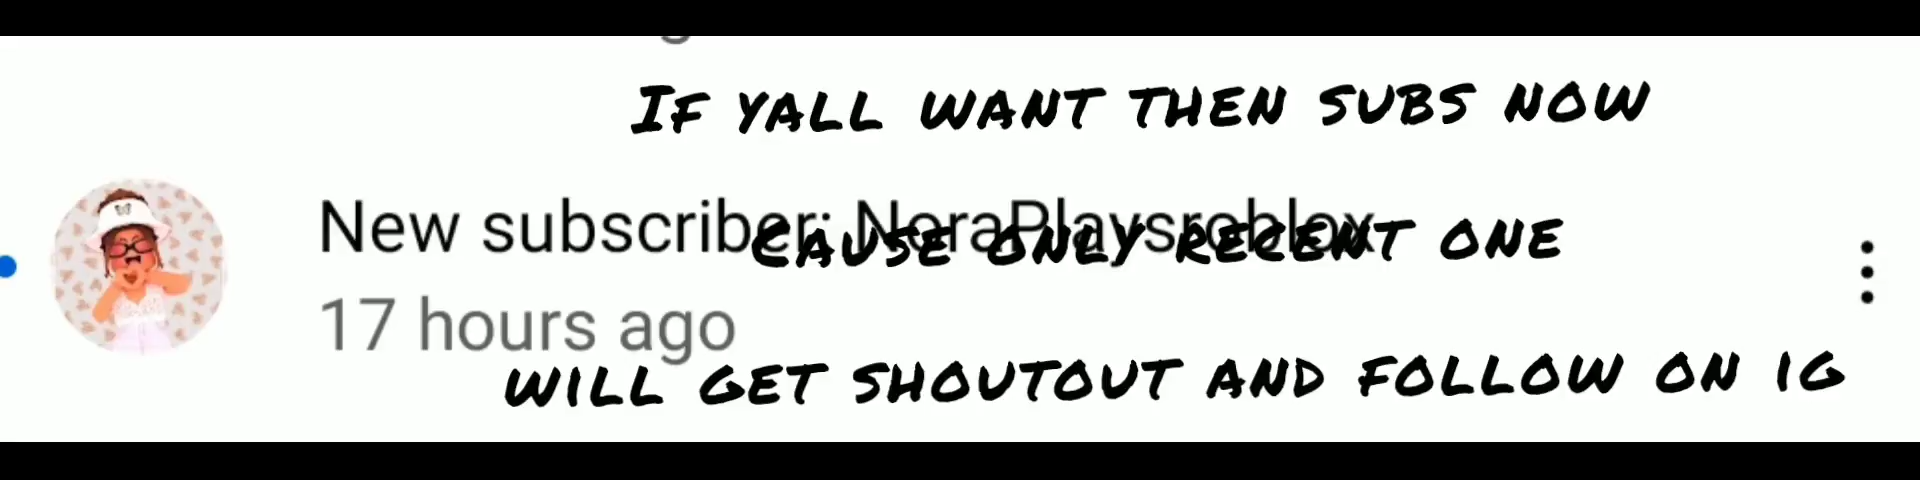 If yall want then subs now
New subscriber: NoraPlaysroblox
Cause only recent one
17 hours ago
will get shoutout and follow on ig